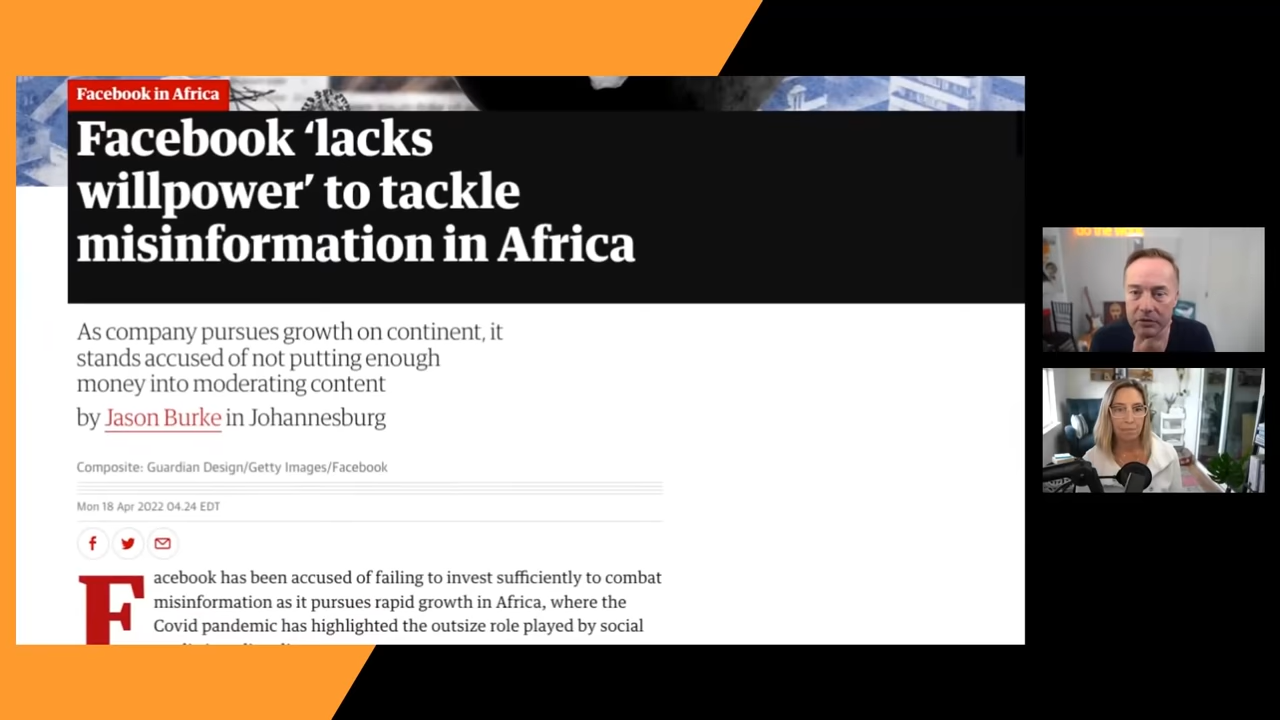 Facebook in Africa
Facebook ‘lacks
willpower’ to tackle
misinformation in Africa
As company pursues growth on continent, it
stands accused of not putting enough
money into moderating content
by Jason Burke in Johannesburg
Composite: Guardian Design/Getty Images/Facebook
Mon 18 Apr 2022 04.24 EDT
Facebook has been accused of failing to invest sufficiently to combat
misinformation as it pursues rapid growth in Africa, where the
Covid pandemic has highlighted the outsize role played by social